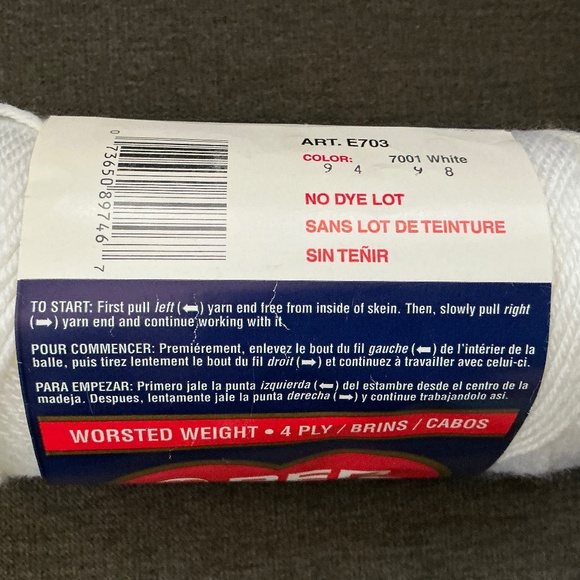 0 73650 89746 7
ART. E703
COLOR: 7001 White
9 4 9 8
NO DYE LOT
SANS LOT DE TEINTURE
SIN TEÑIR
TO START: First pull left (⬅) yarn end free from inside of skein. Then, slowly pull right
(➡) yarn end and continue working with it.
POUR COMMENCER: Premiérement, enlevez le bout du fil gauche (⬅) de l'intérier de la
balle, puis tirez lentement le bout du fil droit (➡) et continuez à travailler avec celui-ci.
PARA EMPEZAR: Primero jale la punta izquierda (⬅) del estambre desde el centro de la
madeja. Despues, lentamente jale la punta derecha (➡) y continue trabajandolo asi.
WORSTED WEIGHT • 4 PLY / BRINS / CABOS